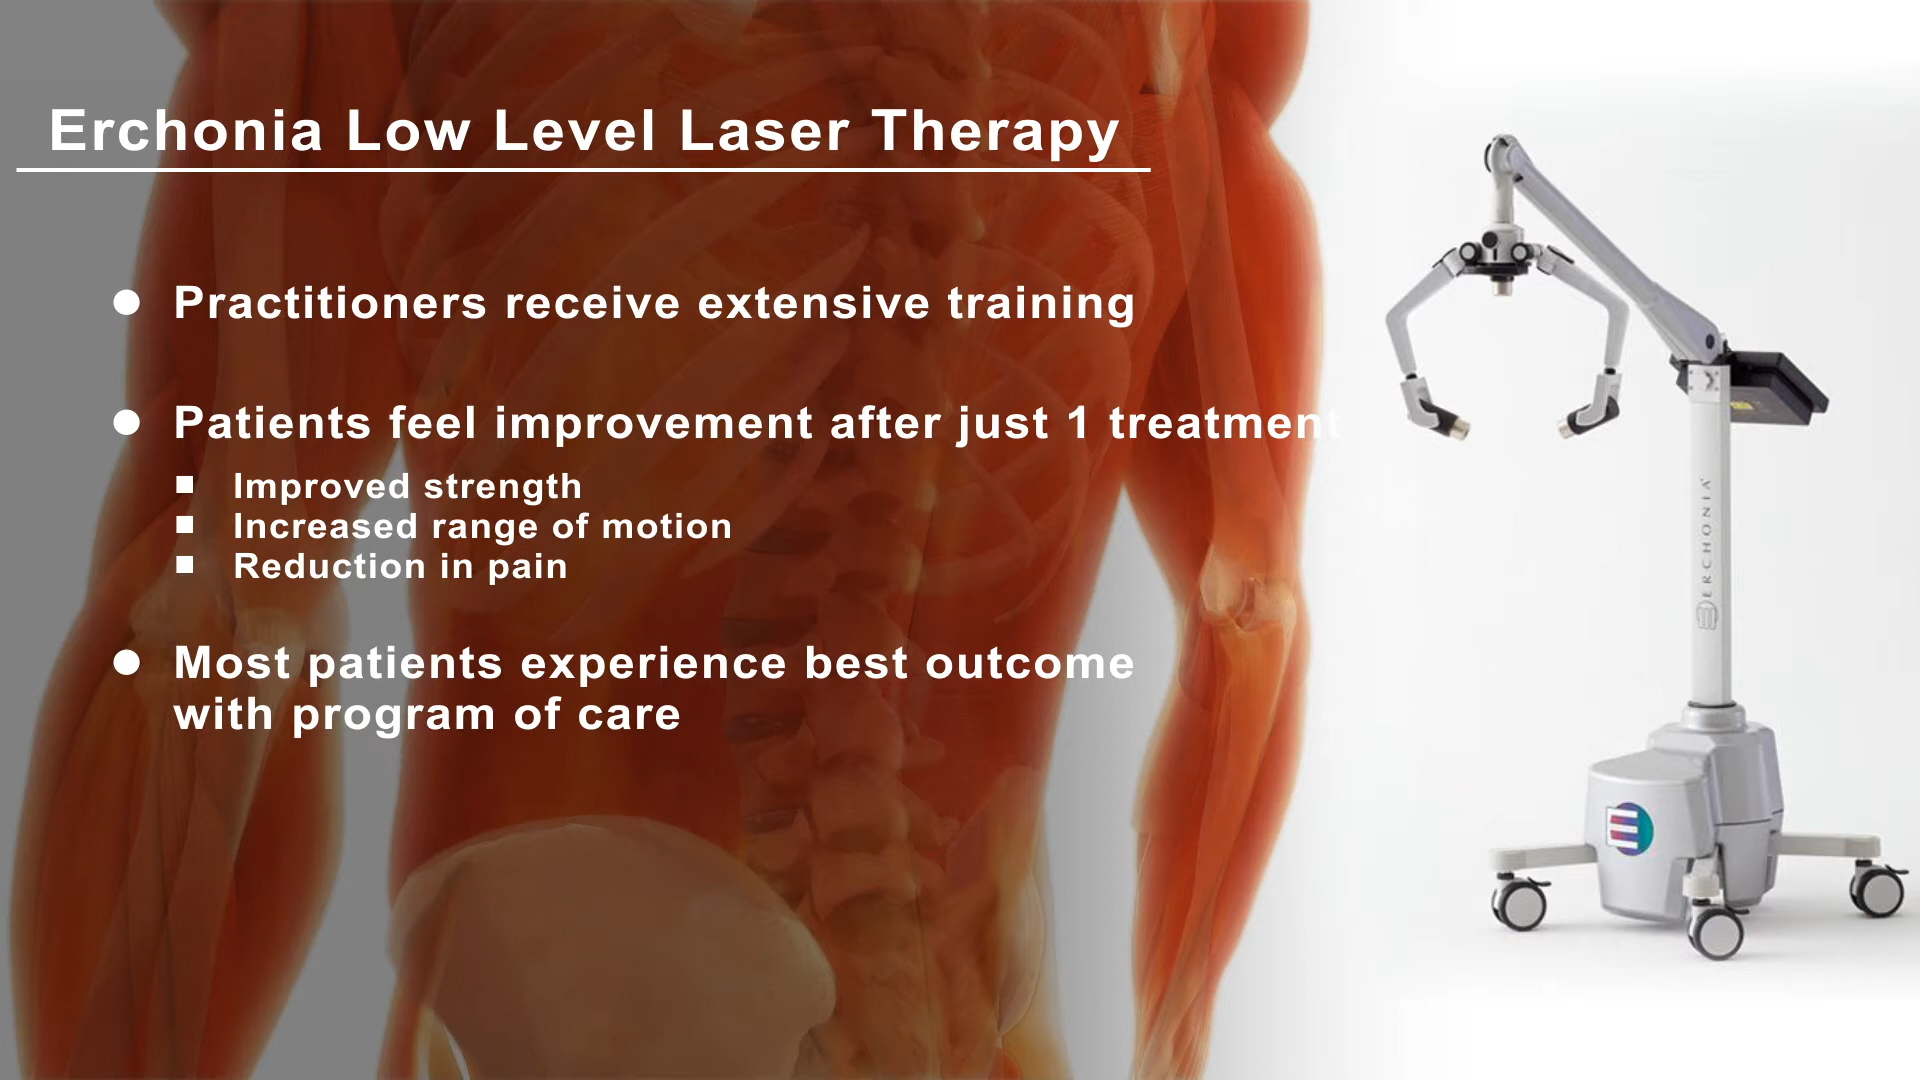 Erchonia Low Level Laser Therapy
● Practitioners receive extensive training
● Patients feel improvement after just 1 treatment
■ Improved strength
■ Increased range of motion
■ Reduction in pain
● Most patients experience best outcome
with program of care
ERCHONIA